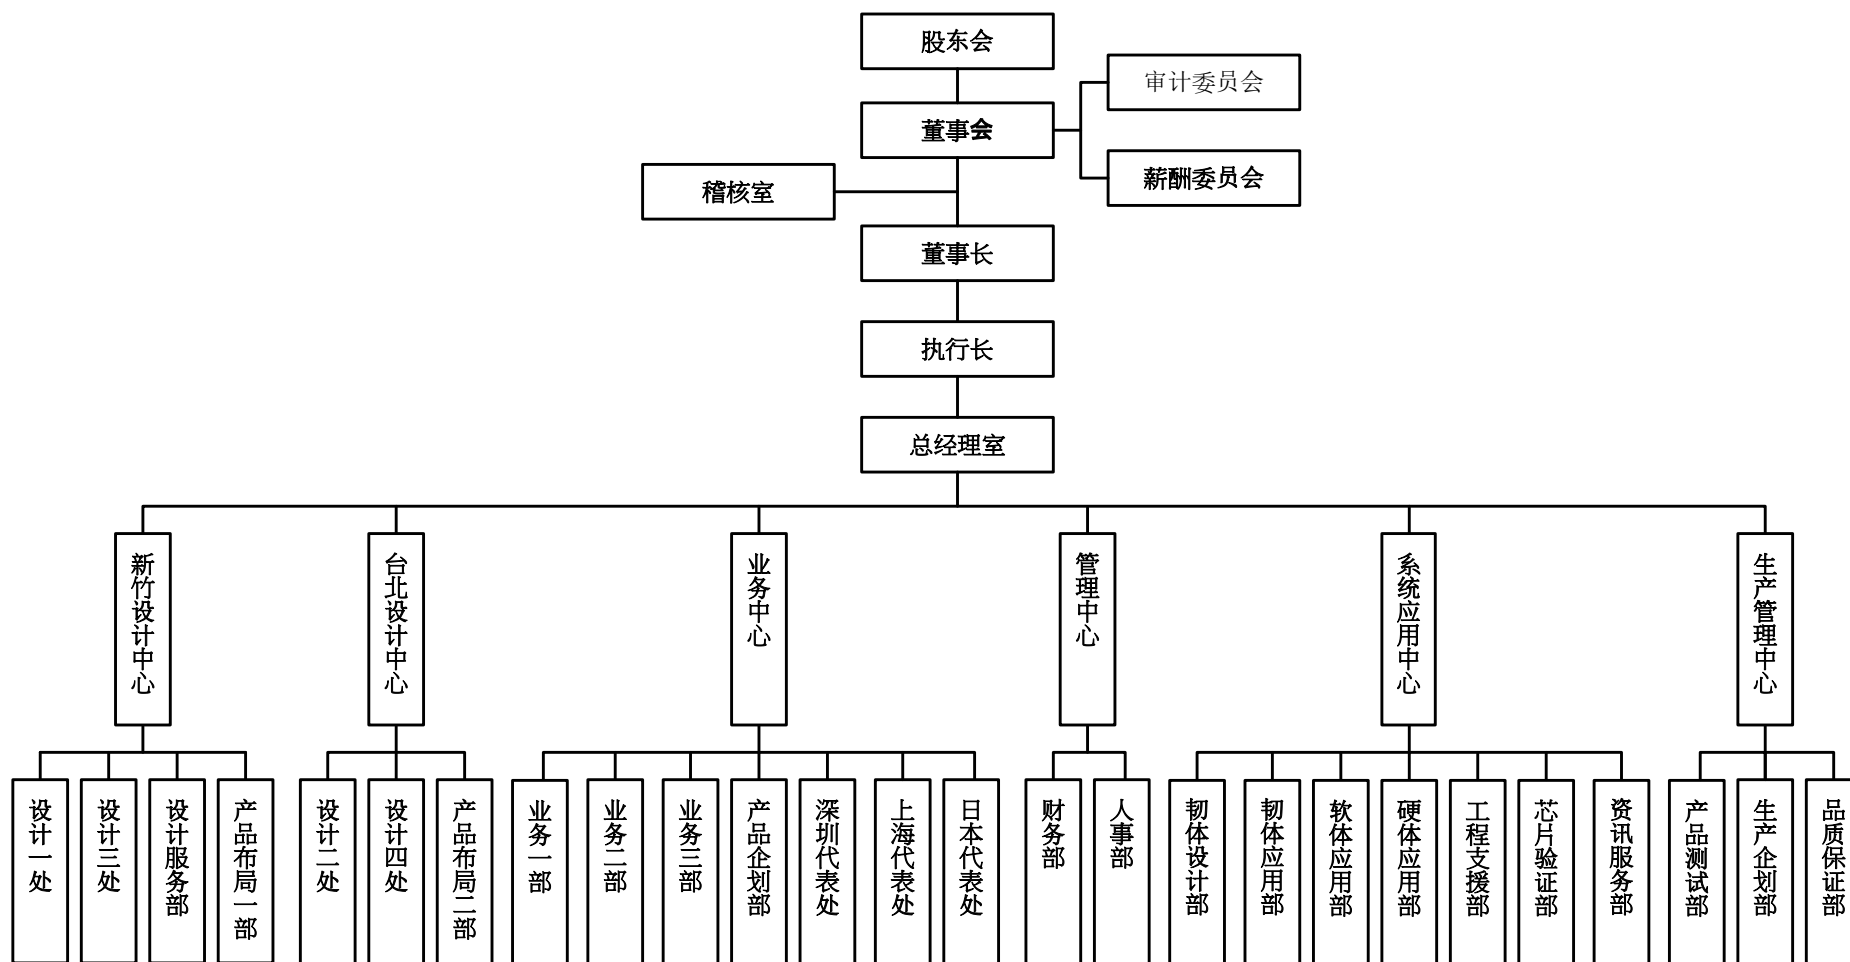 股东会
审计委员会
董事会
薪酬委员会
稽核室
董事长
执行长
总经理室
新竹设计中心
台北设计中心
业务中心
管理中心
系统应用中心
生产管理中心
设计一处
设计三处
设计服务部
产品布局一部
设计二处
设计四处
产品布局二部
业务一部
业务二部
业务三部
产品企划部
深圳代表处
上海代表处
日本代表处
财务部
人事部
韧体设计部
韧体应用部
软体应用部
硬体应用部
工程支援部
芯片验证部
资讯服务部
产品测试部
生产企划部
品质保证部